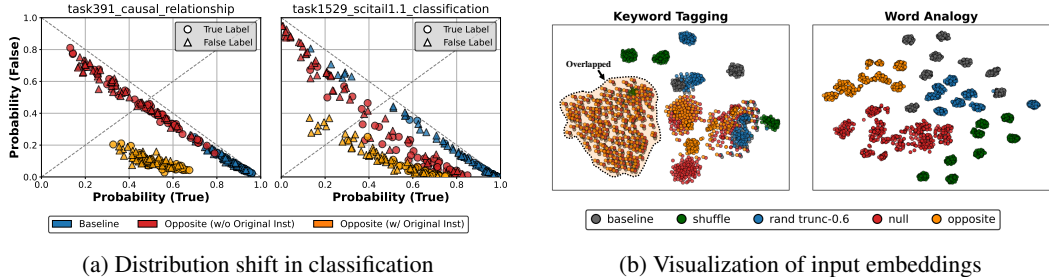 task391_causal_relationship
task1529_scitail1.1_classification
Keyword Tagging
Word Analogy
1.0
0.8
0.6
0.4
0.2
0.0
Probability (False)
True Label
False Label
True Label
False Label
Overlapped
0.0 0.2 0.4 0.6 0.8 1.0
0.0 0.2 0.4 0.6 0.8 1.0
Probability (True)
Probability (True)
Baseline
Opposite (w/o Original Inst)
Opposite (w/ Original Inst)
baseline
shuffle
rand trunc-0.6
null
opposite
(a) Distribution shift in classification
(b) Visualization of input embeddings